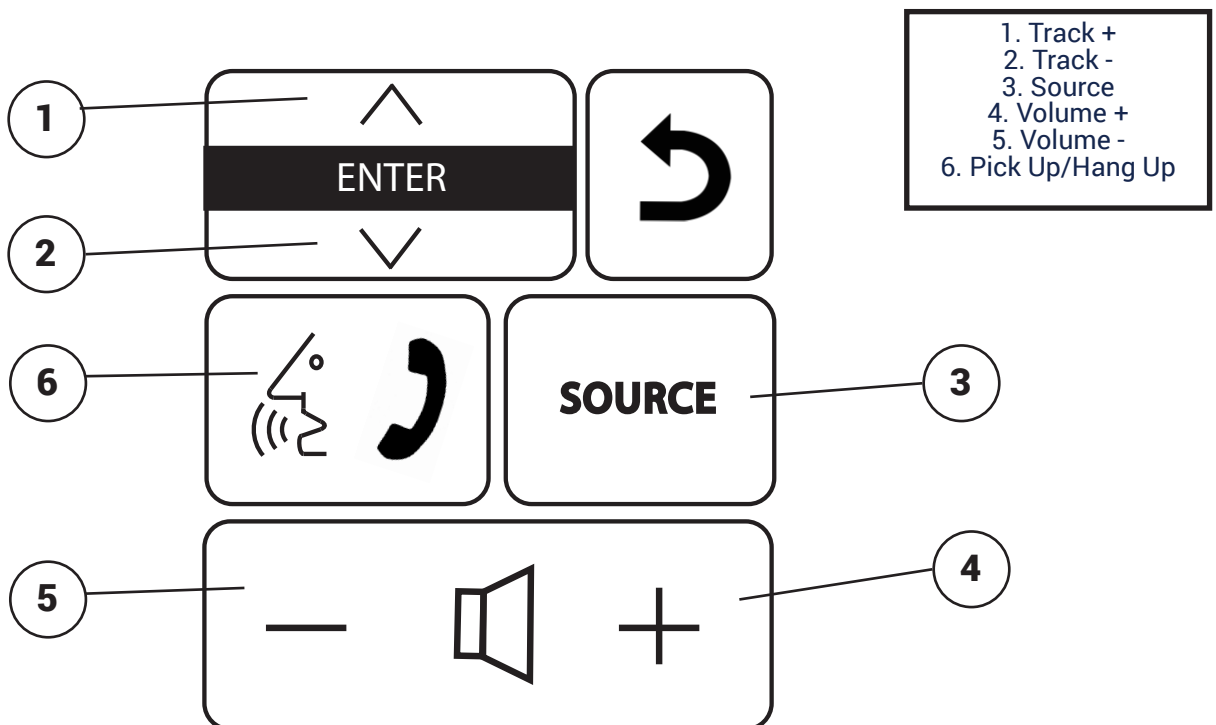 1. Track +
2. Track -
3. Source
4. Volume +
5. Volume -
6. Pick Up/Hang Up
1
ENTER
2
6
SOURCE
3
5
4